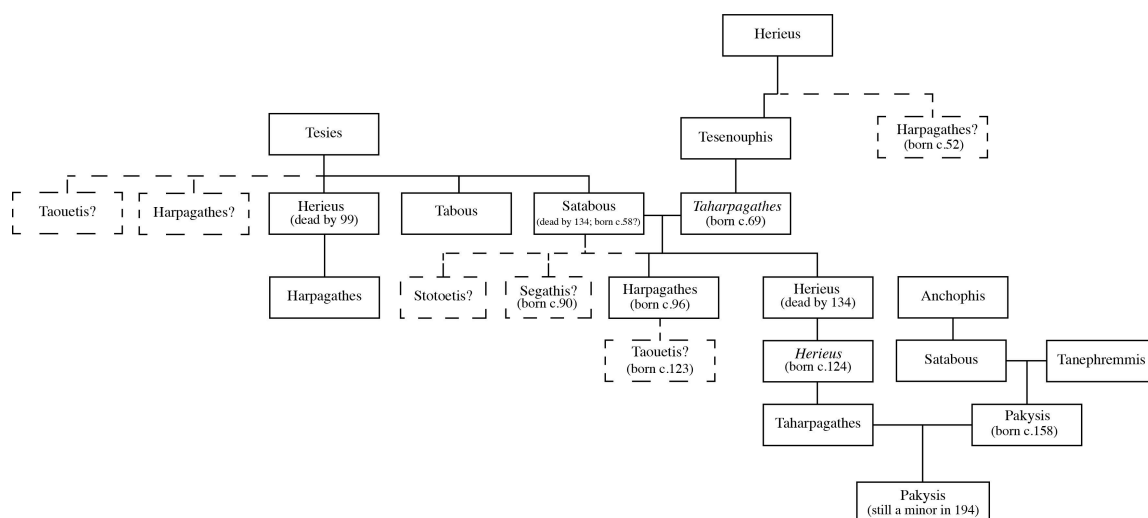 Herieus
Tesies
Tesenouphis
Harpagathes?
(born c.52)
Taouetis?
Harpagathes?
Herieus
(dead by 99)
Tabous
Satabous
(dead by 134; born c.58?)
Taharpagathes
(born c.69)
Harpagathes
Stotoetis?
Segathis?
(born c.90)
Harpagathes
(born c.96)
Herieus
(dead by 134)
Anchophis
Taouetis?
(born c.123)
Herieus
(born c.124)
Satabous
Tanephremmis
Taharpagathes
Pakysis
(born c.158)
Pakysis
(still a minor in 194)